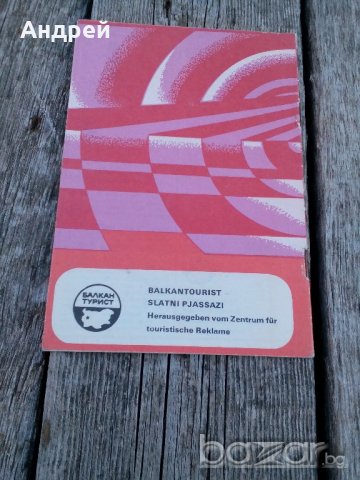 Андрей
БАЛКАН
ТУРИСТ
BALKANTOURIST
SLATNI PJASSAZI
Herausgegeben vom Zentrum für
touristische Reklame
bazar.bg